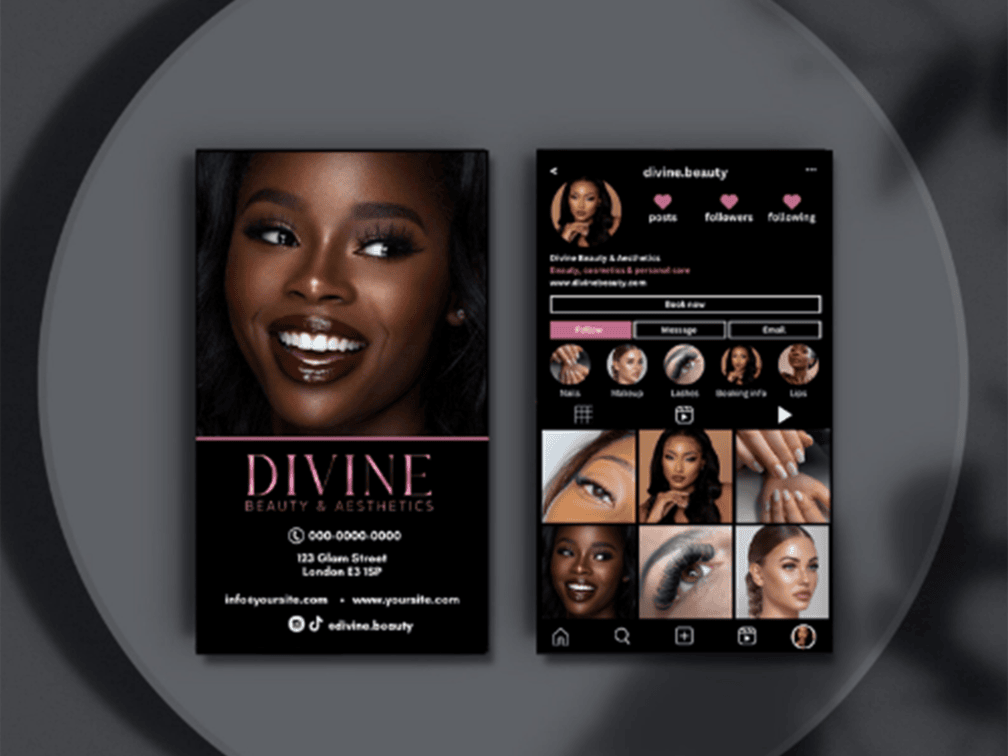 DIVINE
BEAUTY & AESTHETICS
000-0000-0000
123 Glam Street
London E3 1SP
info@yoursite.com • www.yoursite.com
@divine.beauty
< divine.beauty ...
posts followers following
Divine Beauty & Aesthetics
Beauty, cosmetics & personal care
www.divinebeauty.com
Book now
Follow Message Email
Nails Makeup Lashes Booking info Lips